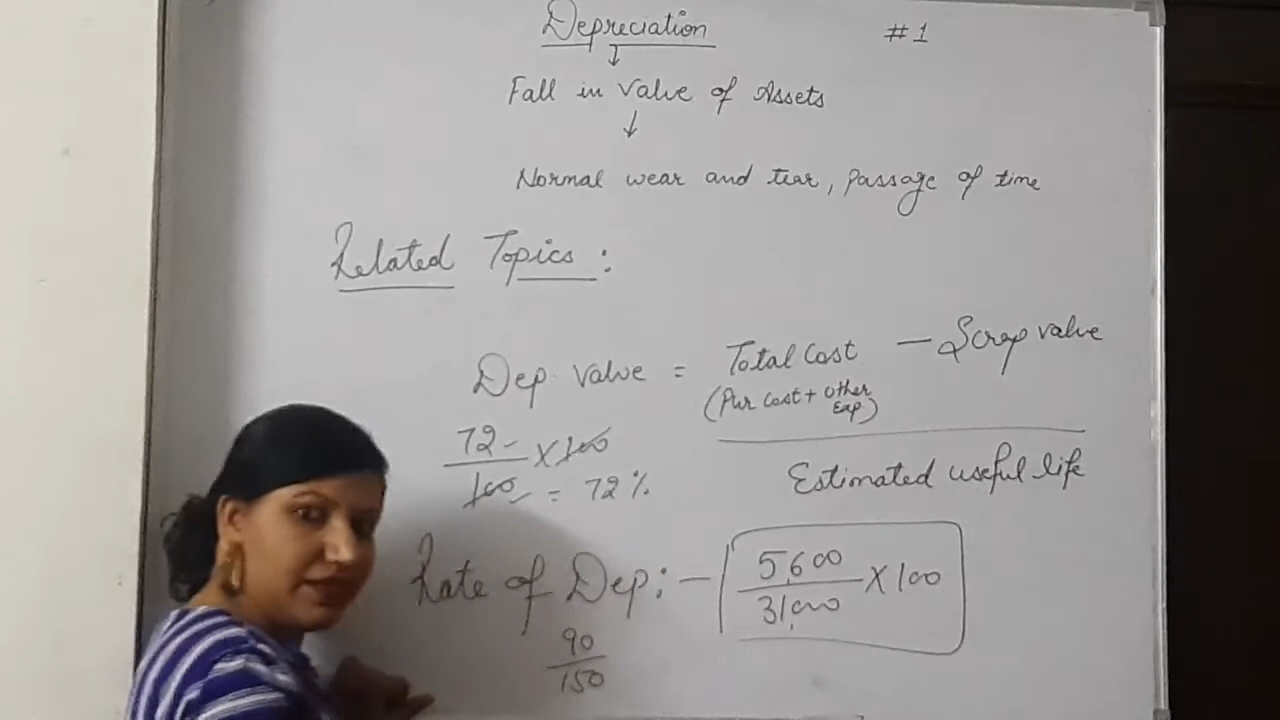 Depreciation #1
↓
Fall in Value of Assets
↓
Normal wear and tear, passage of time
Related Topics :
Dep. Value = Total Cost — Scrap value
(Pur cost + other Exp)
Estimated useful life
72 / 100 × 100 = 72%
Rate of Dep :— 5,600 / 31,000 × 100
90 / 150